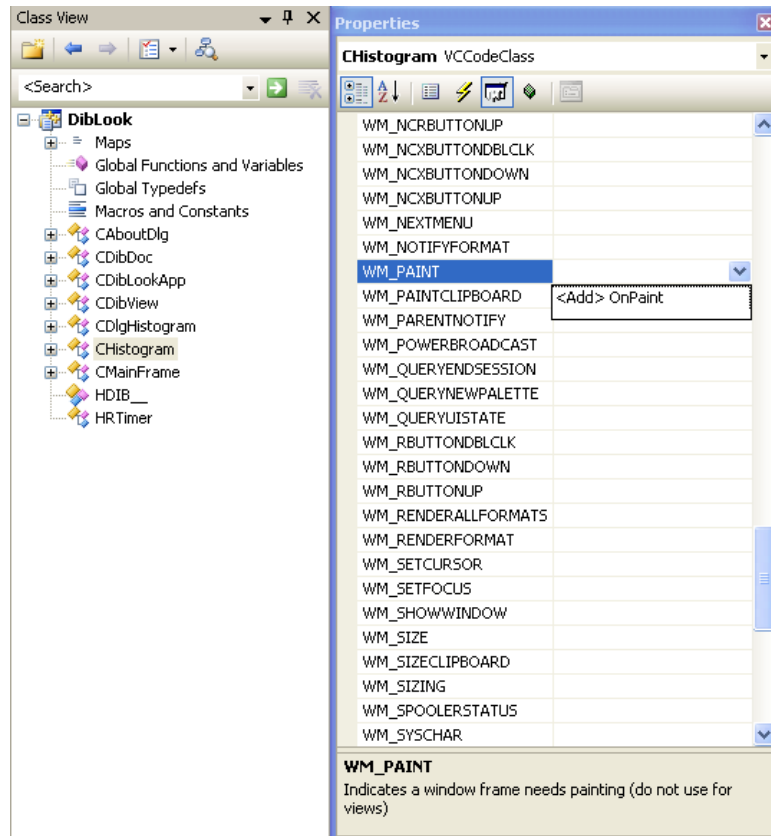 Class View
<Search>
DibLook
Maps
Global Functions and Variables
Global Typedefs
Macros and Constants
CAboutDlg
CDibDoc
CDibLookApp
CDibView
CDlgHistogram
CHistogram
CMainFrame
HDIB__
HRTimer
Properties
CHistogram VCCodeClass
WM_NCRBUTTONUP
WM_NCXBUTTONDBLCLK
WM_NCXBUTTONDOWN
WM_NCXBUTTONUP
WM_NEXTMENU
WM_NOTIFYFORMAT
WM_PAINT
WM_PAINTCLIPBOARD
<Add> OnPaint
WM_PARENTNOTIFY
WM_POWERBROADCAST
WM_QUERYENDSESSION
WM_QUERYNEWPALETTE
WM_QUERYUISTATE
WM_RBUTTONDBLCLK
WM_RBUTTONDOWN
WM_RBUTTONUP
WM_RENDERALLFORMATS
WM_RENDERFORMAT
WM_SETCURSOR
WM_SETFOCUS
WM_SHOWWINDOW
WM_SIZE
WM_SIZECLIPBOARD
WM_SIZING
WM_SPOOLERSTATUS
WM_SYSCHAR
WM_PAINT
Indicates a window frame needs painting (do not use for
views)